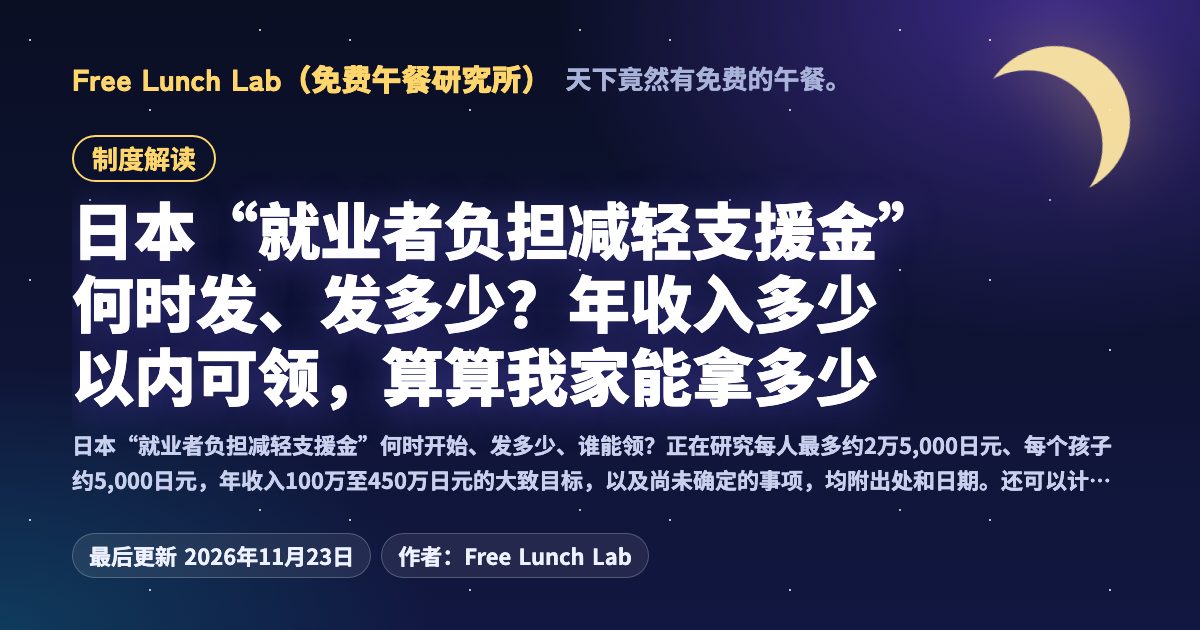 Free Lunch Lab（免费午餐研究所） 天下竟然有免费的午餐。
制度解读
日本“就业者负担减轻支援金”
何时发、发多少？年收入多少
以内可领，算算我家能拿多少
日本“就业者负担减轻支援金”何时开始、发多少、谁能领？正在研究每人最多约2万5,000日元、每个孩子
约5,000日元，年收入100万至450万日元的大致目标，以及尚未确定的事项，均附出处和日期。还可以计…
最后更新 2026年11月23日 作者：Free Lunch Lab